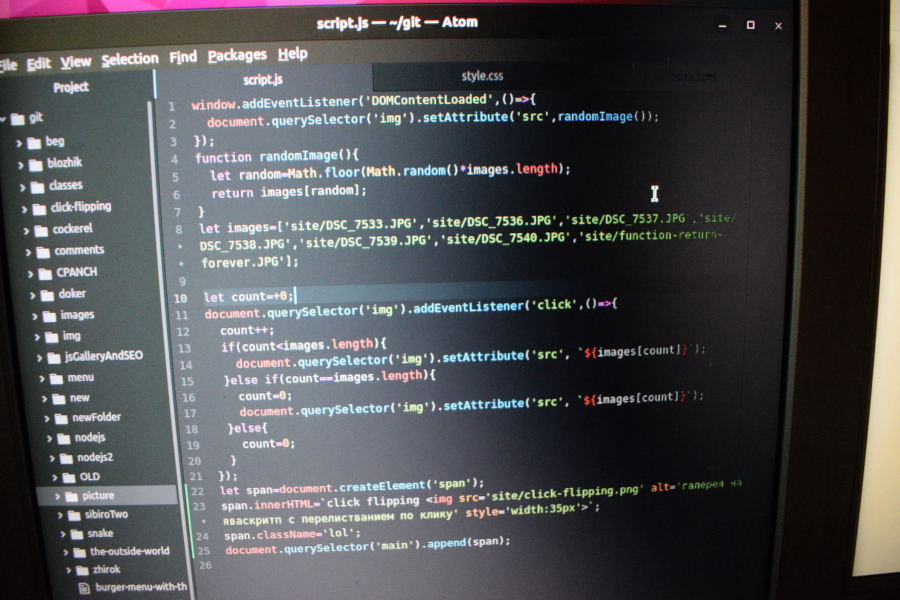 script.js — ~/git — Atom
File Edit View Selection Find Packages Help
Project
script.js
style.css
index.html
git
beg
blozhik
classes
click-flipping
cockerel
comments
CPANCH
doker
images
img
jsGalleryAndSEO
menu
new
newFolder
nodejs
nodejs2
OLD
picture
sibiroTwo
snake
the-outside-world
zhirok
burger-menu-with-th
1 window.addEventListener('DOMContentLoaded',()=>{
2 document.querySelector('img').setAttribute('src',randomImage());
3 });
4 function randomImage(){
5 let random=Math.floor(Math.random()*images.length);
6 return images[random];
7 }
8 let images=['site/DSC_7533.JPG','site/DSC_7536.JPG','site/DSC_7537.JPG','site/
• DSC_7538.JPG','site/DSC_7539.JPG','site/DSC_7540.JPG','site/function-return-
• forever.JPG'];
9
10 let count=+0;
11 document.querySelector('img').addEventListener('click',()=>{
12 count++;
13 if(count<images.length){
14 document.querySelector('img').setAttribute('src', `${images[count]}`);
15 }else if(count==images.length){
16 count=0;
17 document.querySelector('img').setAttribute('src', `${images[count]}`);
18 }else{
19 count=0;
20 }
21 });
22 let span=document.createElement('span');
23 span.innerHTML=`click flipping <img src='site/click-flipping.png' alt='галерея на
• яваскритп с перелистванием по клику' style='width:35px'>`;
24 span.className='lol';
25 document.querySelector('main').append(span);
26